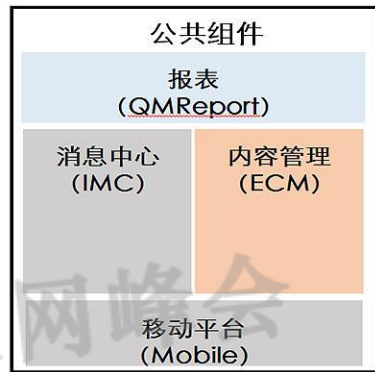 公共组件
报表
(QMReport)
消息中心
(IMC)
内容管理
(ECM)
网峰会
移动平台
(Mobile)